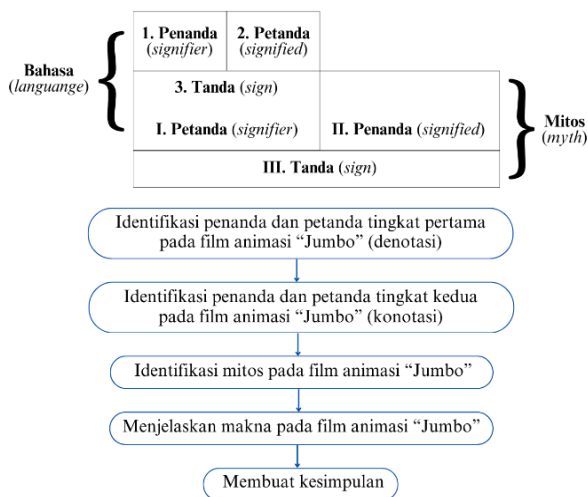 1. Penanda
(signifier)
2. Petanda
(signified)
Bahasa
(languange)
3. Tanda (sign)
I. Petanda (signifier)
II. Penanda (signified)
Mitos
(myth)
III. Tanda (sign)
Identifikasi penanda dan petanda tingkat pertama
pada film animasi “Jumbo” (denotasi)
Identifikasi penanda dan petanda tingkat kedua
pada film animasi “Jumbo” (konotasi)
Identifikasi mitos pada film animasi “Jumbo”
Menjelaskan makna pada film animasi “Jumbo”
Membuat kesimpulan